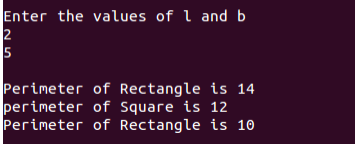 Enter the values of l and b
2
5
Perimeter of Rectangle is 14
perimeter of Square is 12
Perimeter of Rectangle is 10